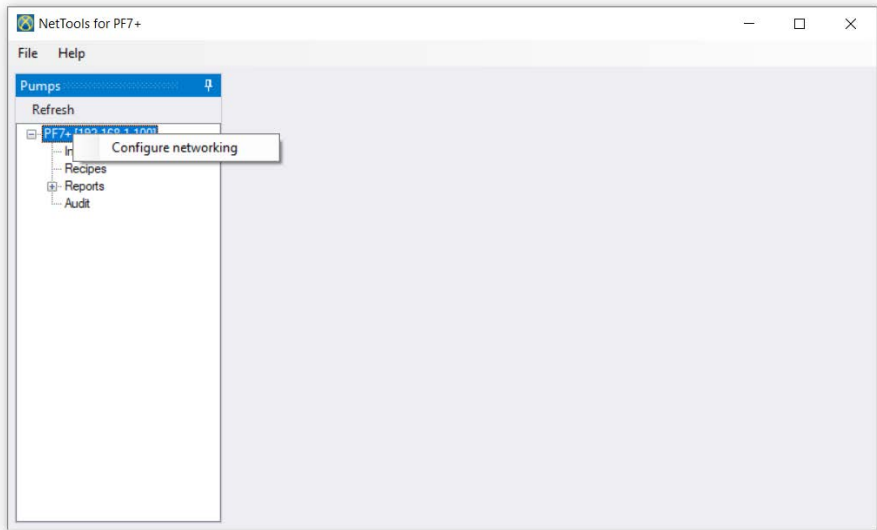 NetTools for PF7+
File Help
Pumps
Refresh
PF7+ [192.168.1.100]
Configure networking
Recipes
Reports
Audit